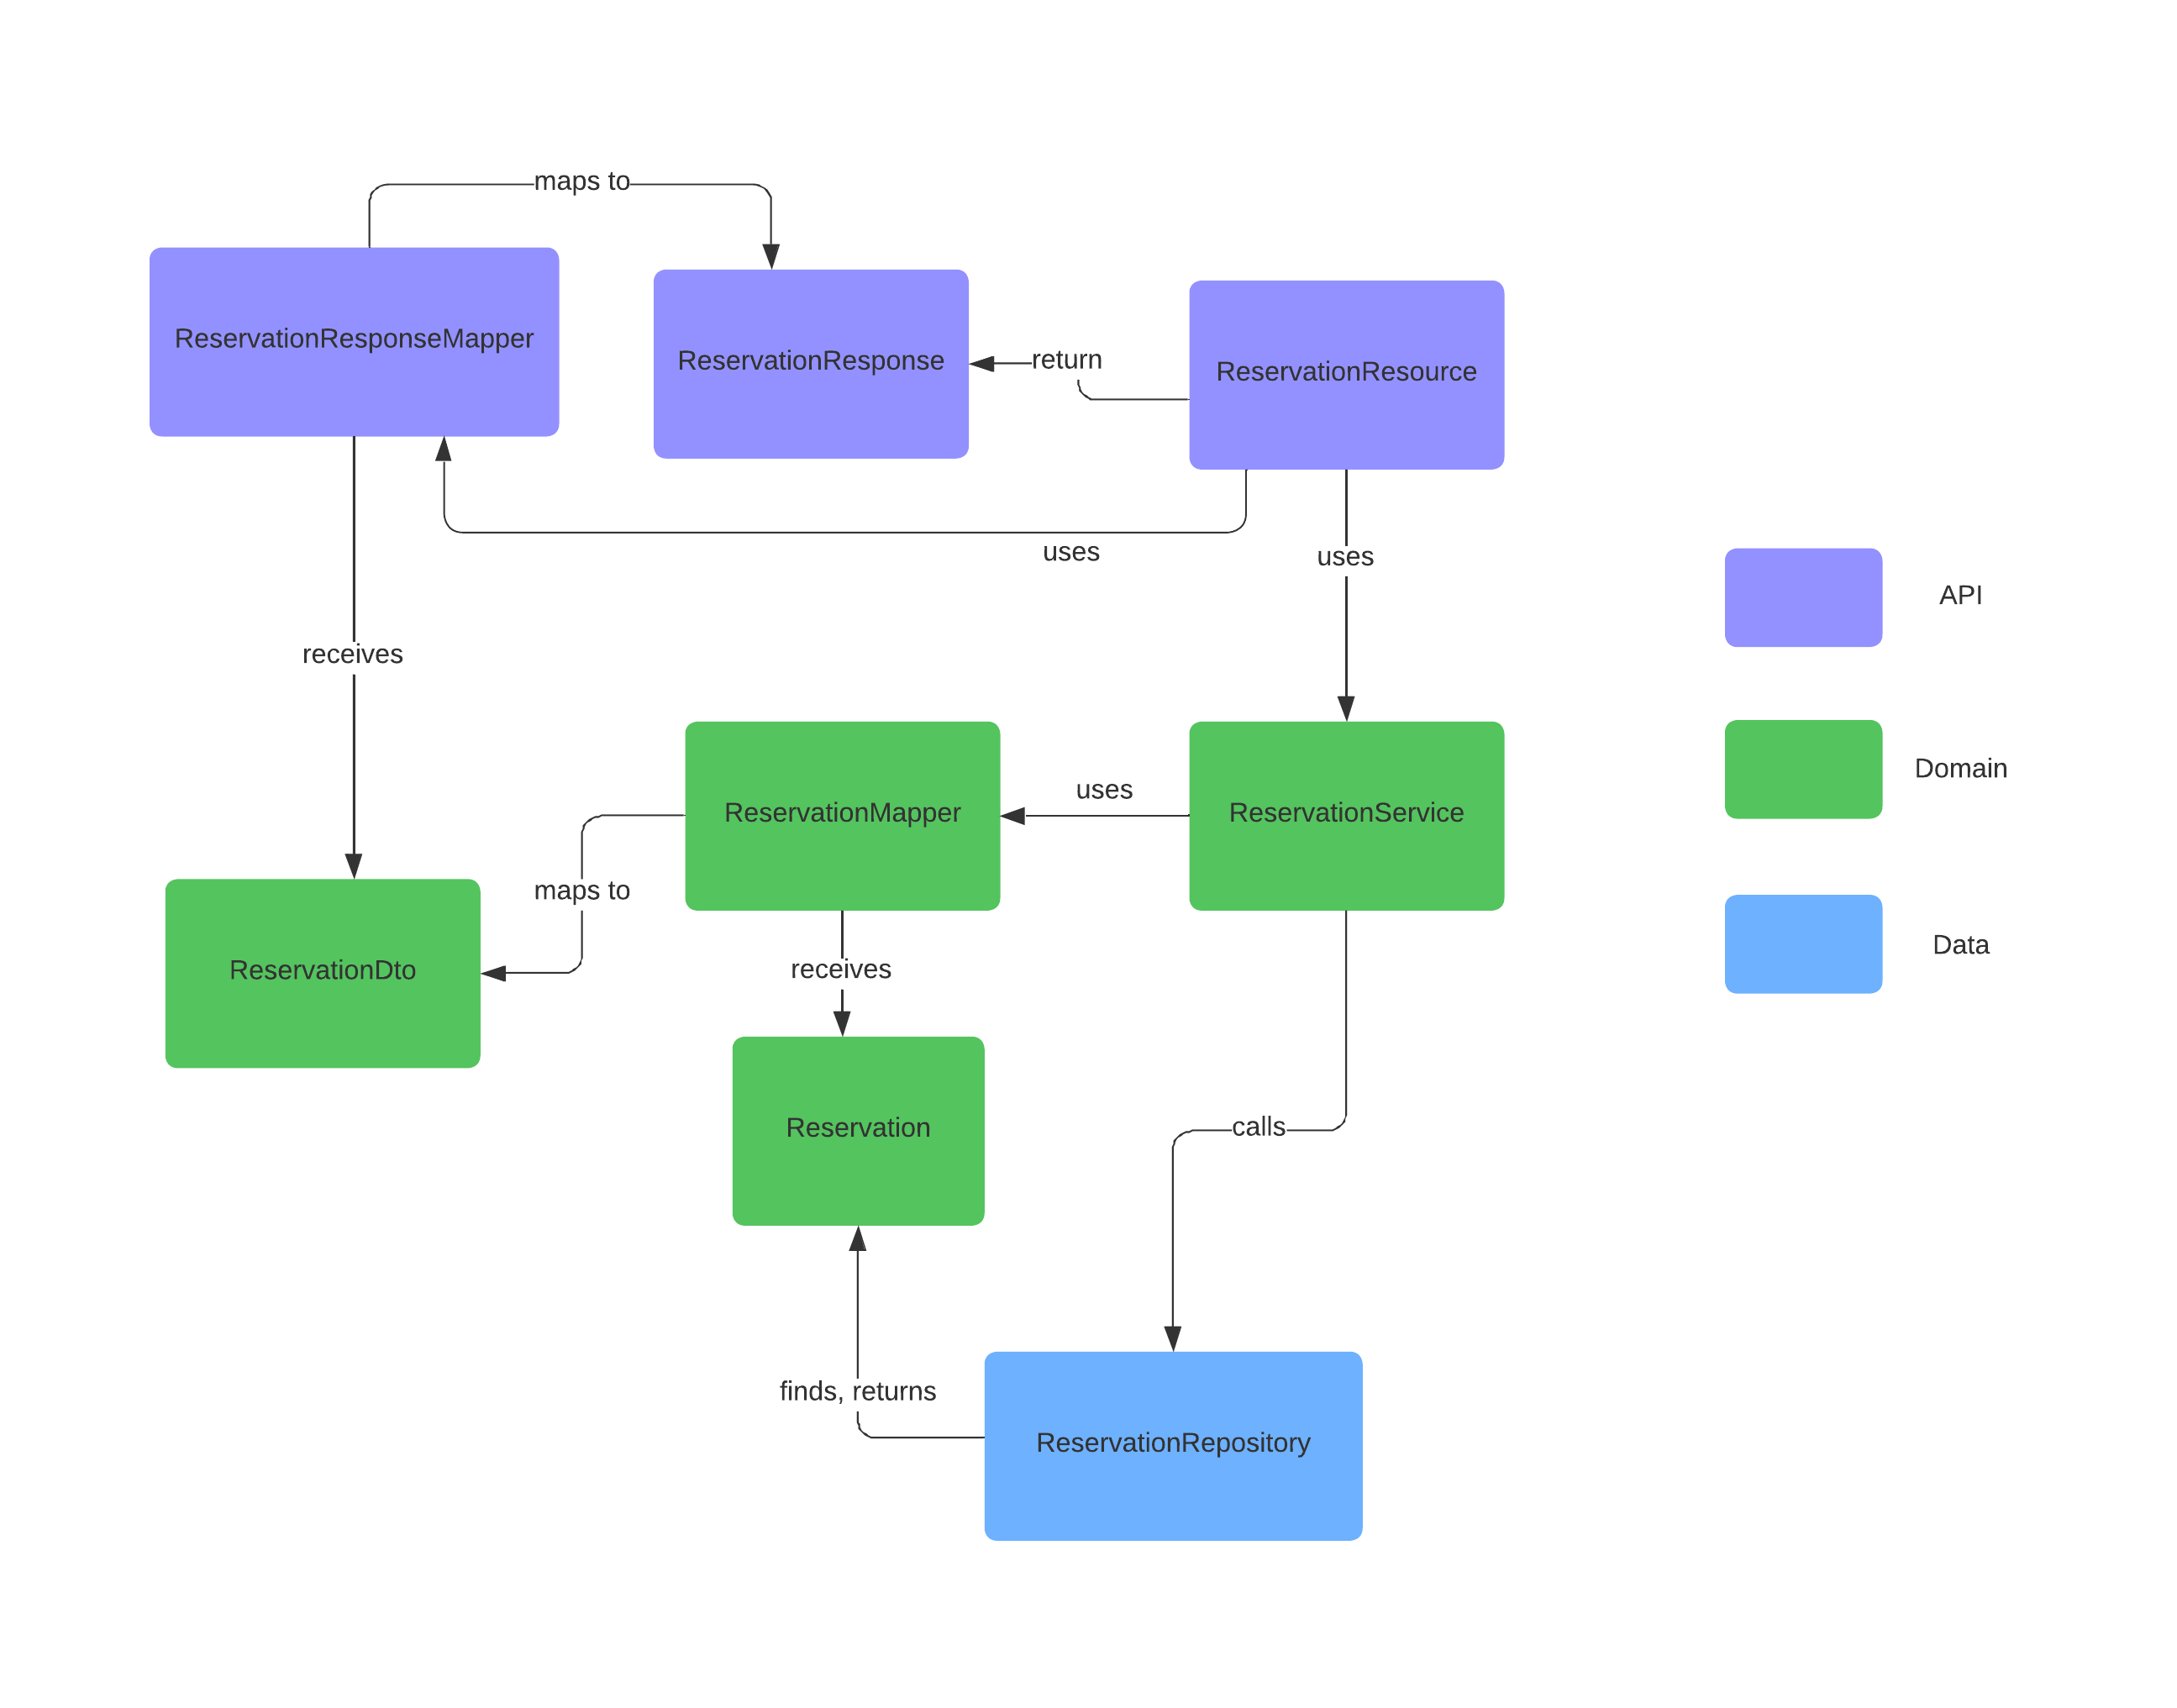 maps to
ReservationResponseMapper
ReservationResponse
return
ReservationResource
uses
uses
API
receives
Domain
uses
ReservationMapper
ReservationService
maps to
Data
ReservationDto
receives
Reservation
calls
finds, returns
ReservationRepository